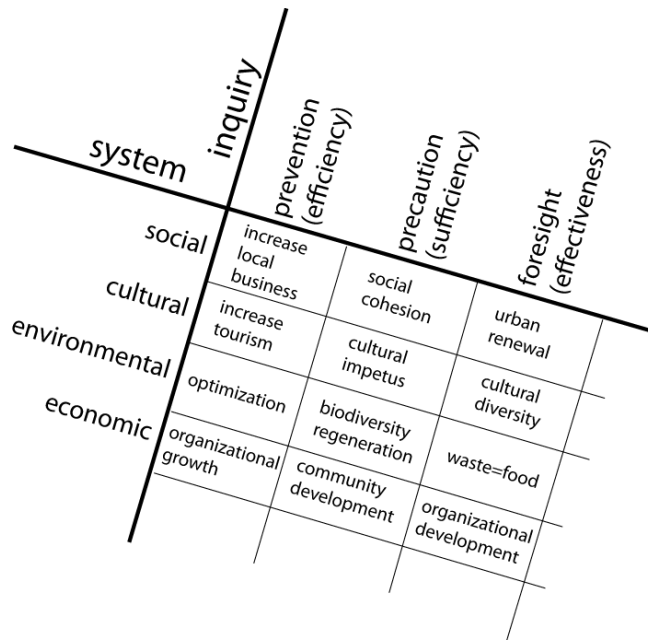 inquiry
system
prevention
(efficiency)
precaution
(sufficiency)
foresight
(effectiveness)
social
increase
local
business
social
cohesion
urban
renewal
cultural
increase
tourism
cultural
impetus
cultural
diversity
environmental
optimization
biodiversity
regeneration
waste=food
economic
organizational
growth
community
development
organizational
development